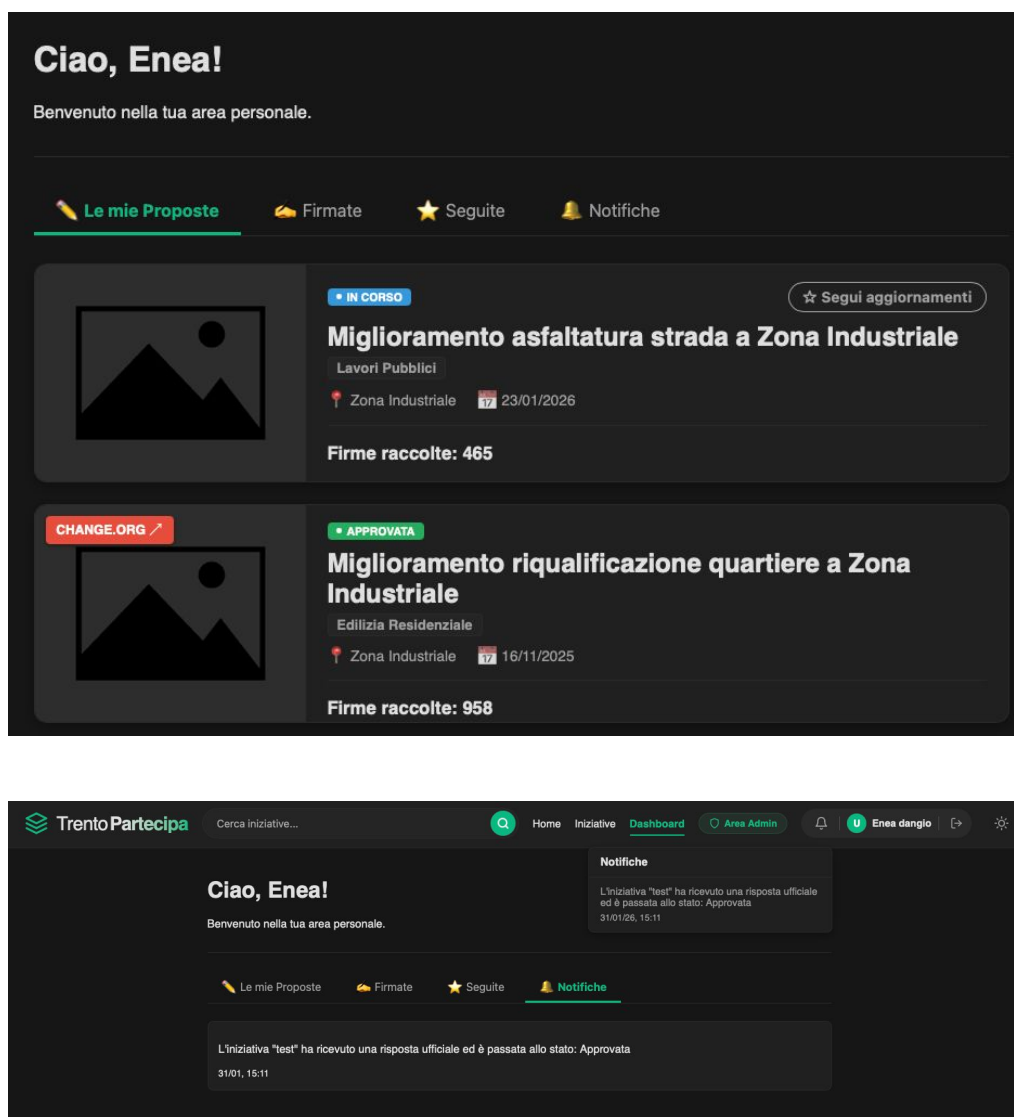 Ciao, Enea!
Benvenuto nella tua area personale.
Le mie Proposte Firmate Seguite Notifiche
IN CORSO
Segui aggiornamenti
Miglioramento asfaltatura strada a Zona Industriale
Lavori Pubblici
Zona Industriale 23/01/2026
Firme raccolte: 465
CHANGE.ORG
APPROVATA
Miglioramento riqualificazione quartiere a Zona
Industriale
Edilizia Residenziale
Zona Industriale 16/11/2025
Firme raccolte: 958
TrentoPartecipa Cerca iniziative... Home Iniziative Dashboard Area Admin U Enea dangio
Notifiche
L'iniziativa "test" ha ricevuto una risposta ufficiale
ed è passata allo stato: Approvata
31/01/26, 15:11
Ciao, Enea!
Benvenuto nella tua area personale.
Le mie Proposte Firmate Seguite Notifiche
L'iniziativa "test" ha ricevuto una risposta ufficiale ed è passata allo stato: Approvata
31/01, 15:11